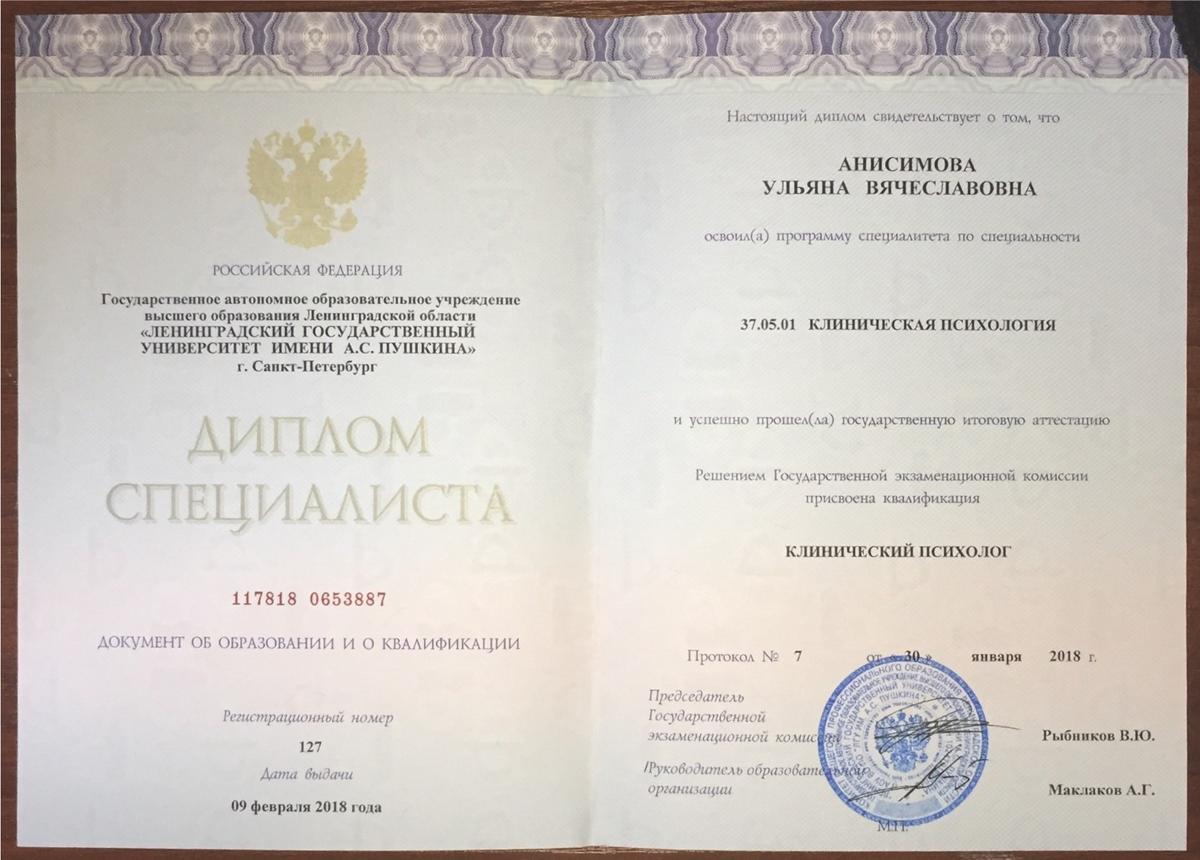 РОССИЙСКАЯ ФЕДЕРАЦИЯ
Государственное автономное образовательное учреждение
высшего образования Ленинградской области
«ЛЕНИНГРАДСКИЙ ГОСУДАРСТВЕННЫЙ
УНИВЕРСИТЕТ ИМЕНИ А.С. ПУШКИНА»
г. Санкт-Петербург
ДИПЛОМ
СПЕЦИАЛИСТА
117818 0653887
ДОКУМЕНТ ОБ ОБРАЗОВАНИИ И О КВАЛИФИКАЦИИ
Регистрационный номер
127
Дата выдачи
09 февраля 2018 года
Настоящий диплом свидетельствует о том, что
АНИСИМОВА
УЛЬЯНА ВЯЧЕСЛАВОВНА
освоил(а) программу специалитета по специальности
37.05.01 КЛИНИЧЕСКАЯ ПСИХОЛОГИЯ
и успешно прошел(ла) государственную итоговую аттестацию
Решением Государственной экзаменационной комиссии
присвоена квалификация
КЛИНИЧЕСКИЙ ПСИХОЛОГ
Протокол № 7 от « 30 » января 2018 г.
Председатель
Государственной
экзаменационной комиссии
Рыбников В.Ю.
Руководитель образовательной
организации
Маклаков А.Г.
М.П.